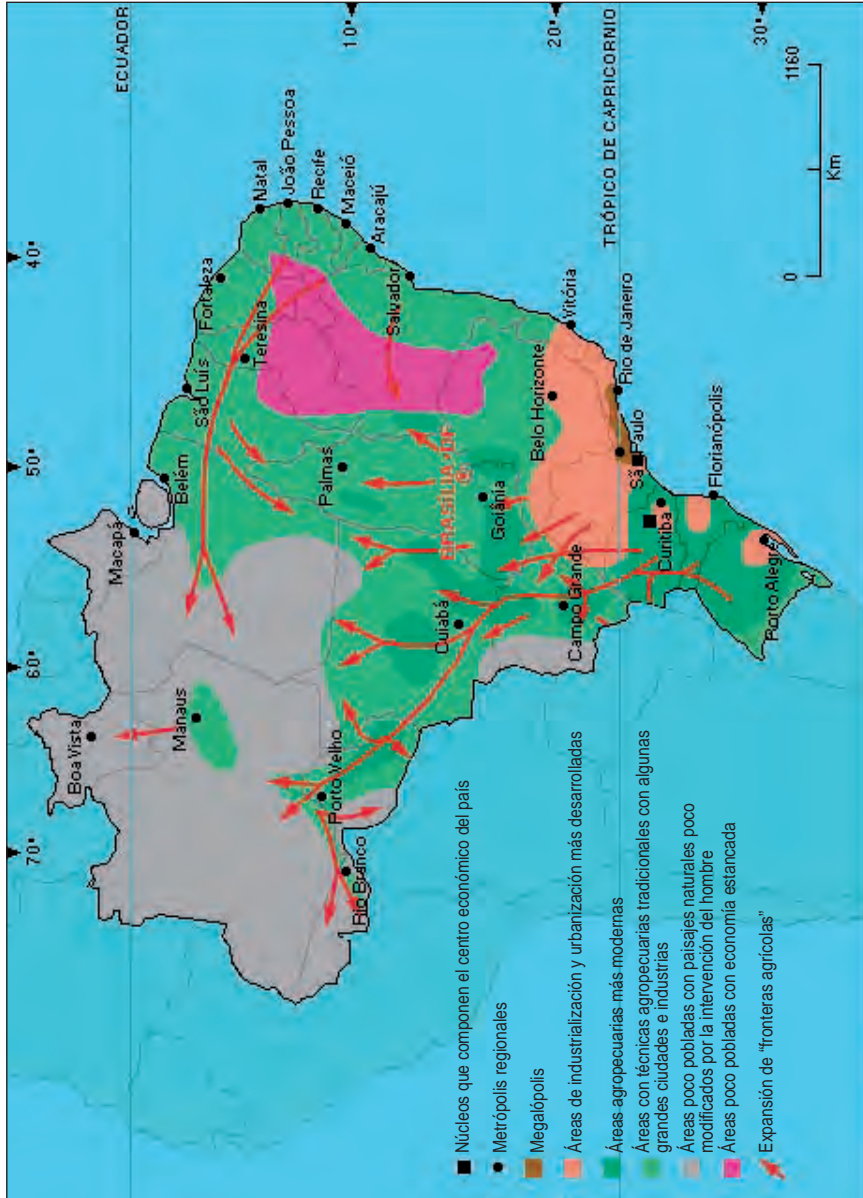 ECUADOR
10°
20°
TRÓPICO DE CAPRICORNIO
30°
40°
50°
60°
70°
Boa Vista
Macapá
Manaus
Belém
São Luís
Fortaleza
Teresina
Natal
João Pessoa
Recife
Maceió
Aracajú
Salvador
Palmas
Porto Velho
Rio Branco
Cuiabá
BRASILIA-DF
Goiânia
Campo Grande
Belo Horizonte
Vitória
Rio de Janeiro
São Paulo
Curitiba
Florianópolis
Porto Alegre
0
1160
Km
Núcleos que componen el centro económico del país
Metrópolis regionales
Megalópolis
Áreas de industrialización y urbanización más desarrolladas
Áreas agropecuarias más modernas
Áreas con técnicas agropecuarias tradicionales con algunas
grandes ciudades e industrias
Áreas poco pobladas con paisajes naturales poco
modificados por la intervención del hombre
Áreas poco pobladas con economía estancada
Expansión de "fronteras agrícolas"